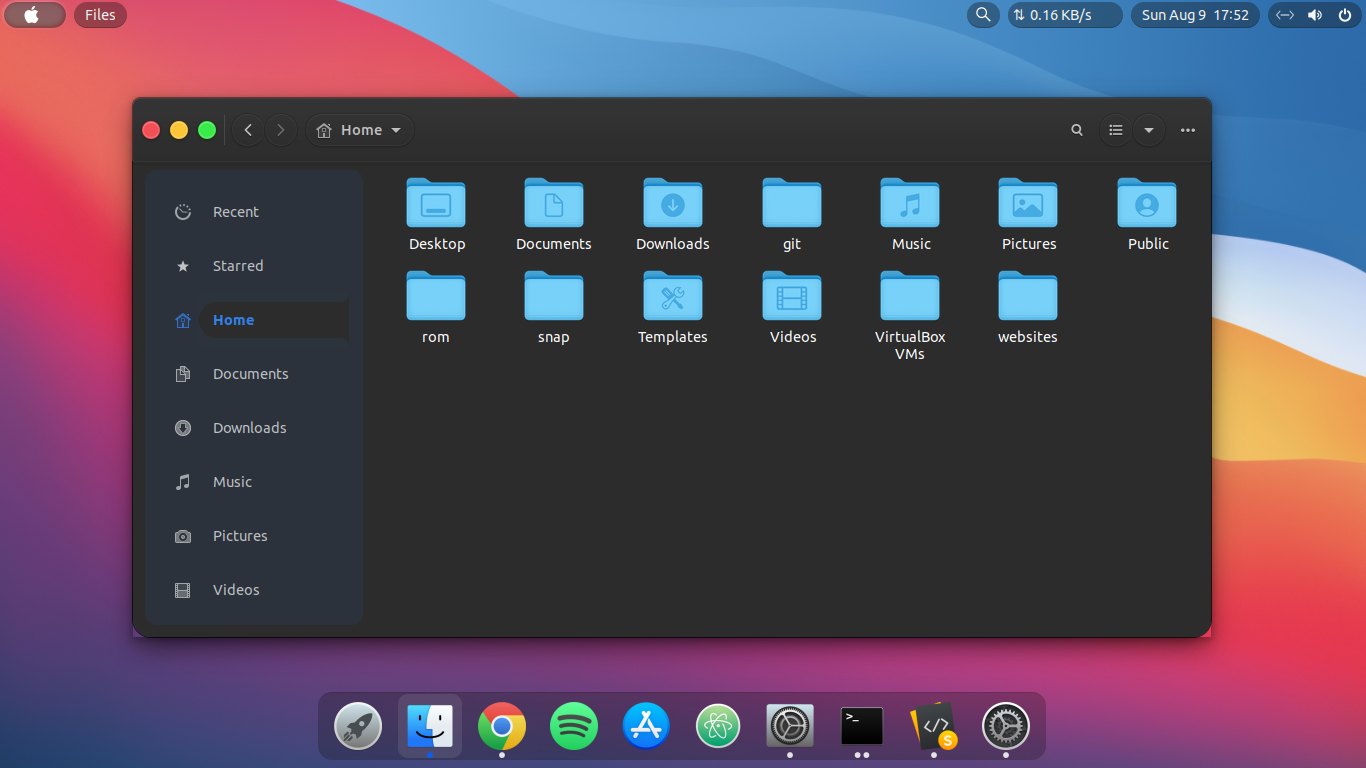 Files
0.16 KB/s
Sun Aug 9 17:52
Home
Recent
Starred
Home
Documents
Downloads
Music
Pictures
Videos
Desktop
Documents
Downloads
git
Music
Pictures
Public
rom
snap
Templates
Videos
VirtualBox
VMs
websites
>_
</>
S